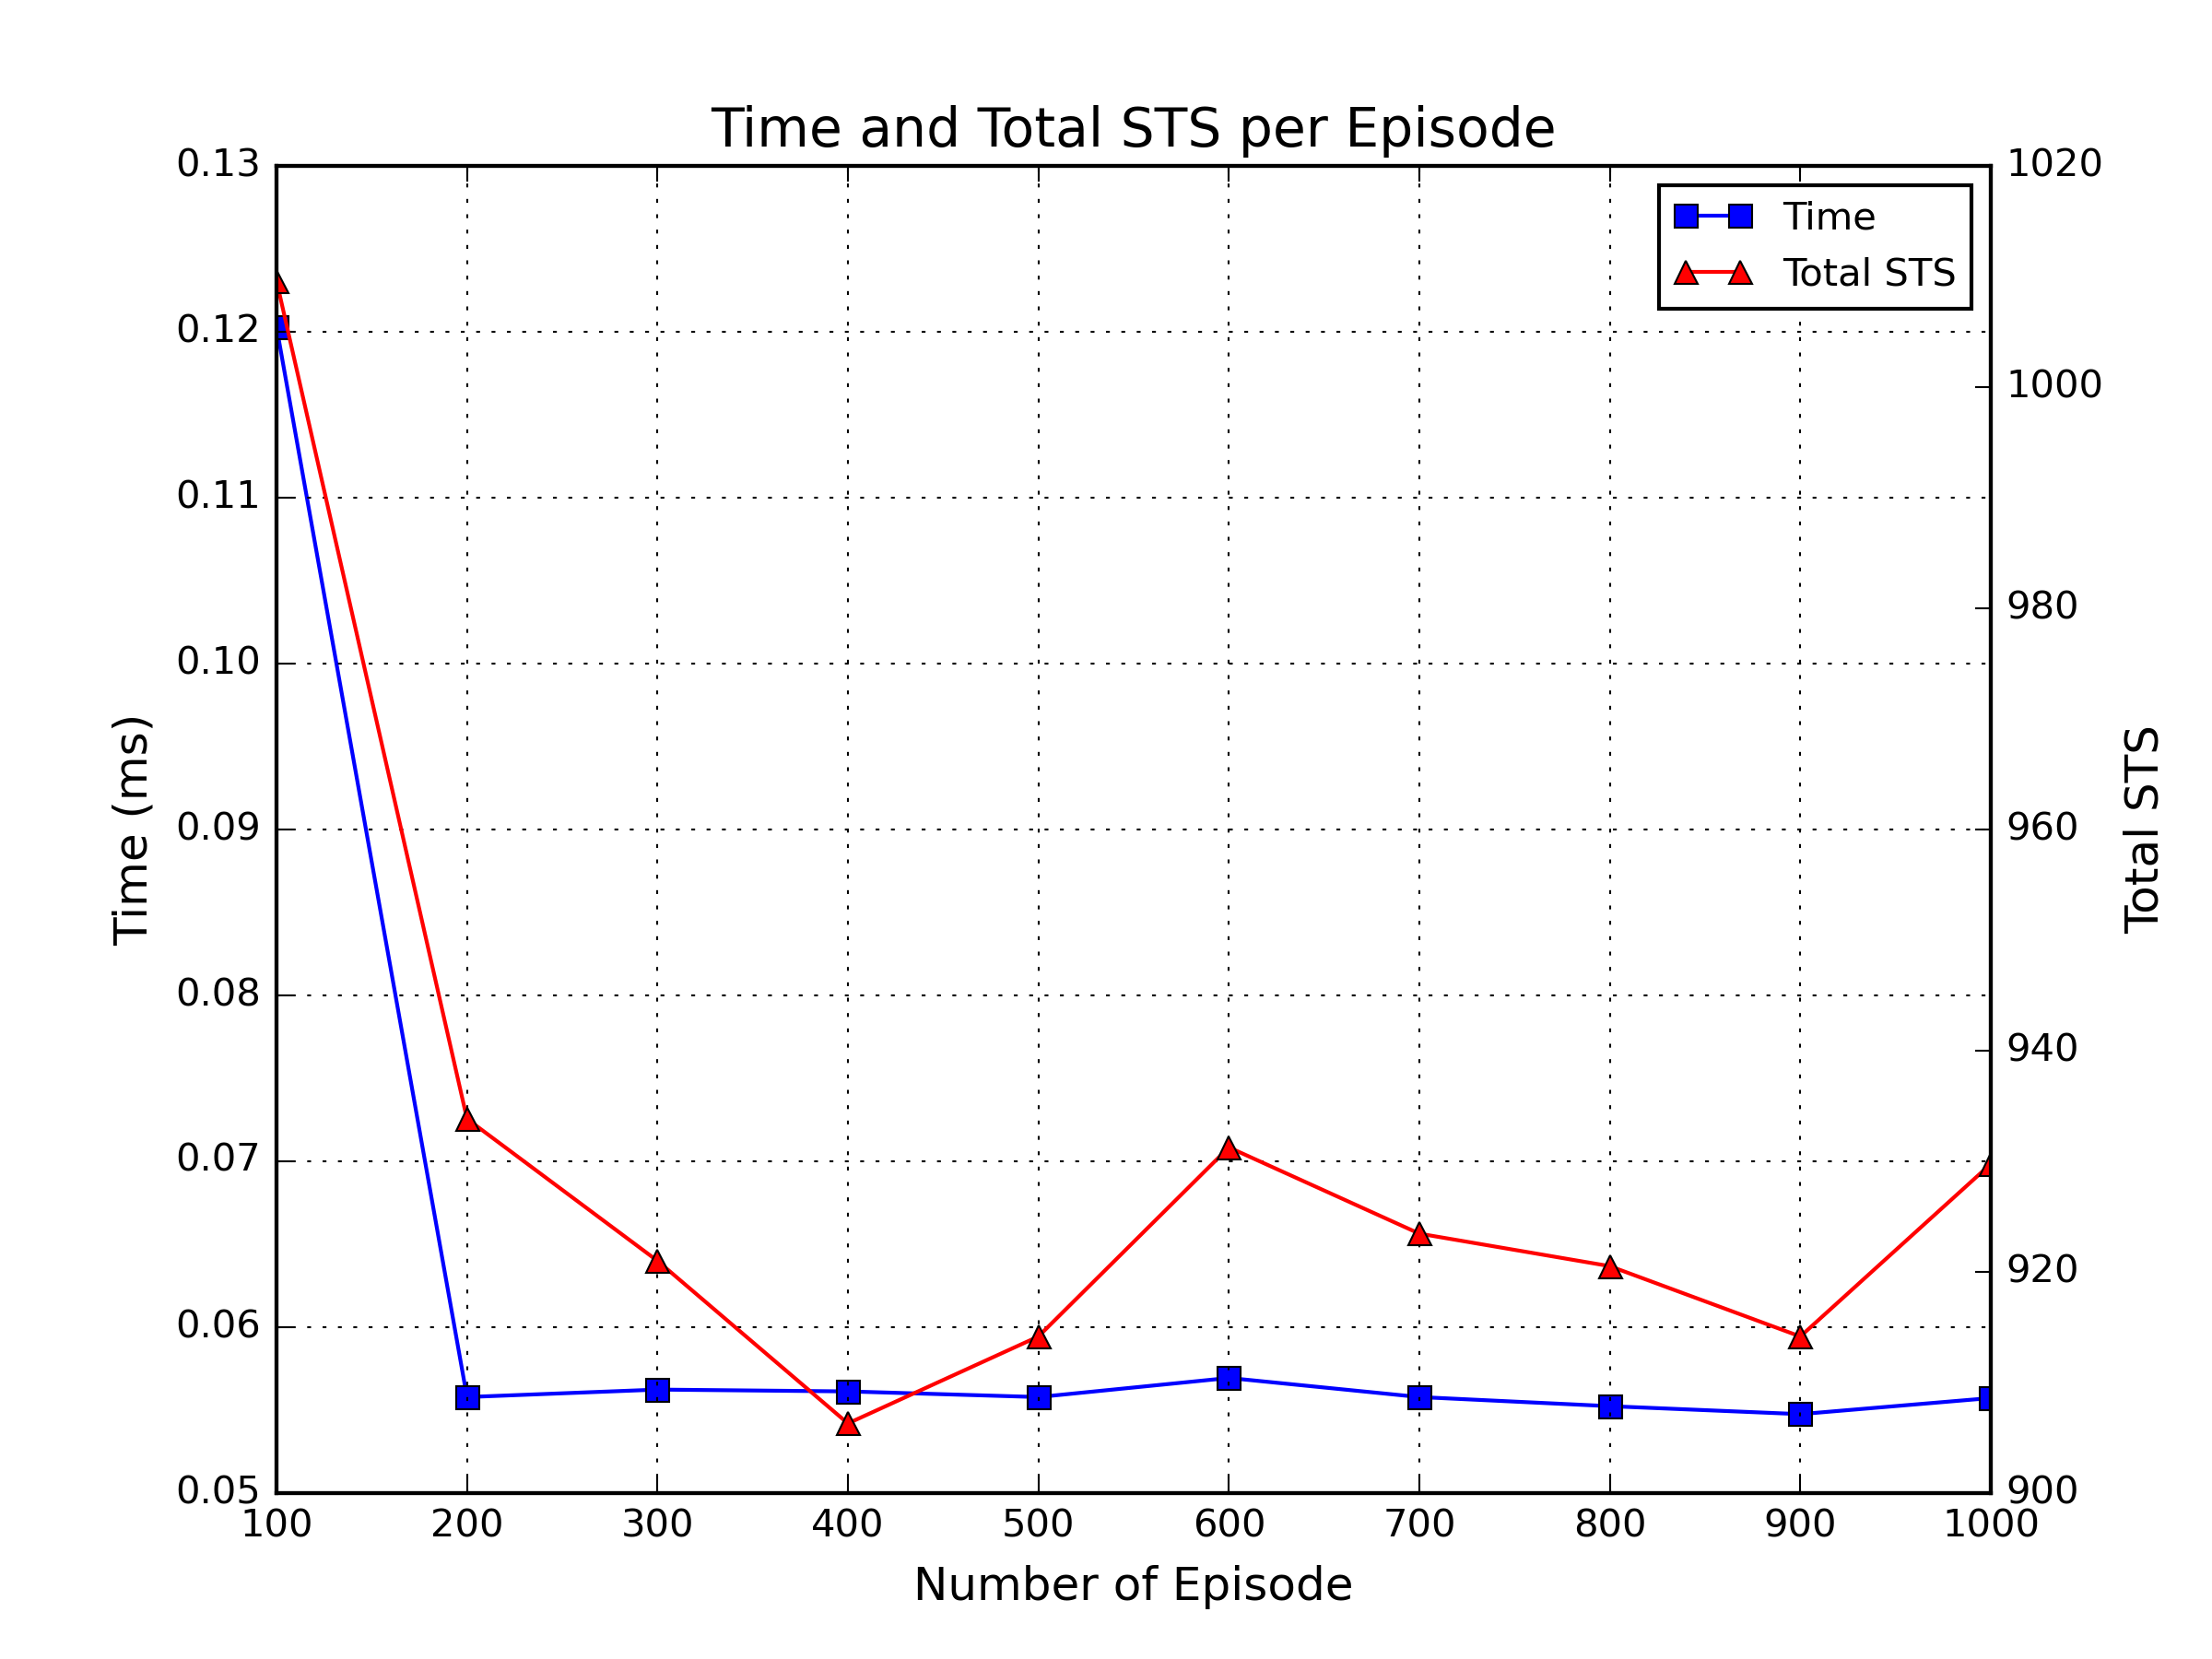 Time and Total STS per Episode
Time
Total STS
0.13
0.12
0.11
0.10
0.09
0.08
0.07
0.06
0.05
Time (ms)
1020
1000
980
960
940
920
900
Total STS
100 200 300 400 500 600 700 800 900 1000
Number of Episode